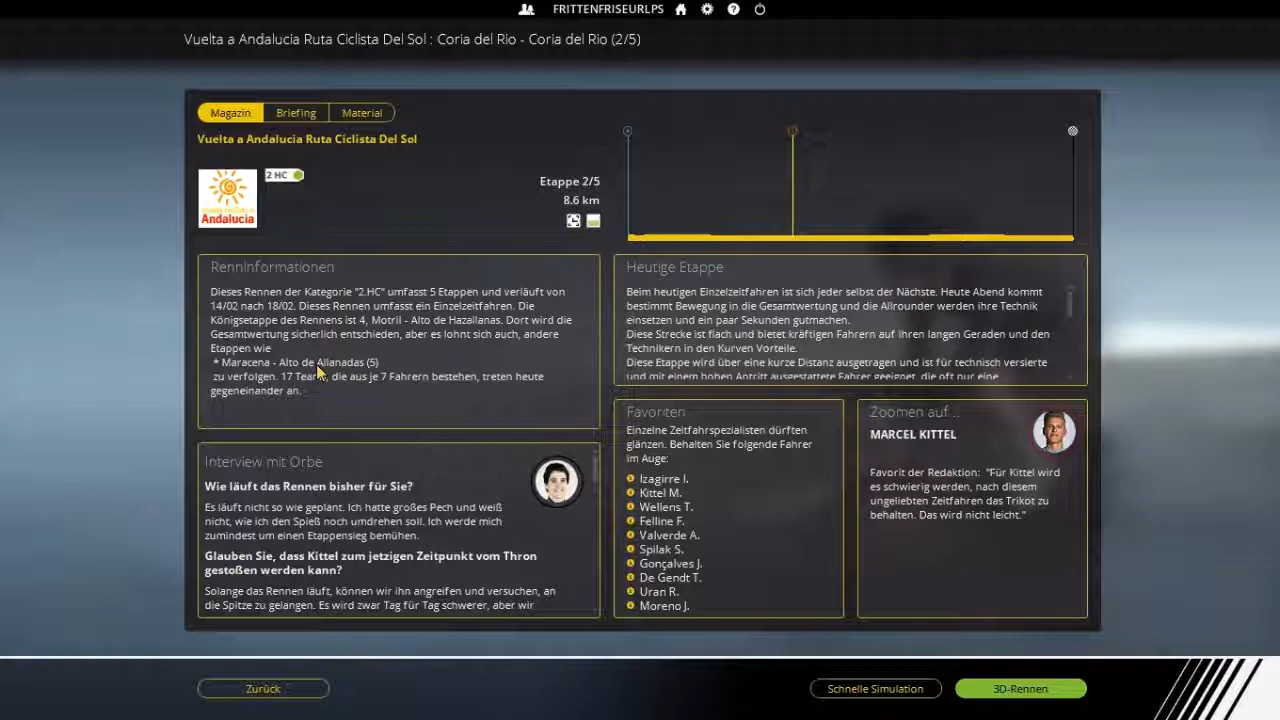 FRITTENFRISEURLPS
Vuelta a Andalucia Ruta Ciclista Del Sol : Coria del Rio - Coria del Rio (2/5)
Magazin
Briefing
Material
Vuelta a Andalucia Ruta Ciclista Del Sol
2 HC
Andalucia
Etappe 2/5
8.6 km
Renninformationen
Dieses Rennen der Kategorie "2.HC" umfasst 5 Etappen und verläuft von
14/02 nach 18/02. Dieses Rennen umfasst ein Einzelzeitfahren. Die
Königsetappe des Rennens ist 4, Motril - Alto de Hazallanas. Dort wird die
Gesamtwertung sicherlich entschieden, aber es lohnt sich auch, andere
Etappen wie
* Maracena - Alto de Allanadas (5)
zu verfolgen. 17 Teams, die aus je 7 Fahrern bestehen, treten heute
gegeneinander an.
Heutige Etappe
Beim heutigen Einzelzeitfahren ist sich jeder selbst der Nächste. Heute Abend kommt
bestimmt Bewegung in die Gesamtwertung und die Allrounder werden ihre Technik
einsetzen und ein paar Sekunden gutmachen.
Diese Strecke ist flach und bietet kräftigen Fahrern auf Ihren langen Geraden und den
Technikern in den Kurven Vorteile.
Diese Etappe wird über eine kurze Distanz ausgetragen und ist für technisch versierte
und mit einem hohen Antritt ausgestattete Fahrer geeignet, die oft nur eine
Interview mit Orbe
Wie läuft das Rennen bisher für Sie?
Es läuft nicht so wie geplant. Ich hatte großes Pech und weiß
nicht, wie ich den Spieß noch umdrehen soll. Ich werde mich
zumindest um einen Etappensieg bemühen.
Glauben Sie, dass Kittel zum jetzigen Zeitpunkt vom Thron
gestoßen werden kann?
Solange das Rennen läuft, können wir ihn angreifen und versuchen, an
die Spitze zu gelangen. Es wird zwar Tag für Tag schwerer, aber wir
Favoriten
Einzelne Zeitfahrspezialisten dürften
glänzen. Behalten Sie folgende Fahrer
im Auge:
Izagirre I.
Kittel M.
Wellens T.
Felline F.
Valverde A.
Spilak S.
Gonçalves J.
De Gendt T.
Uran R.
Moreno J.
Zoomen auf...
MARCEL KITTEL
Favorit der Redaktion: "Für Kittel wird
es schwierig werden, nach diesem
ungeliebten Zeitfahren das Trikot zu
behalten. Das wird nicht leicht."
Zurück
Schnelle Simulation
3D-Rennen